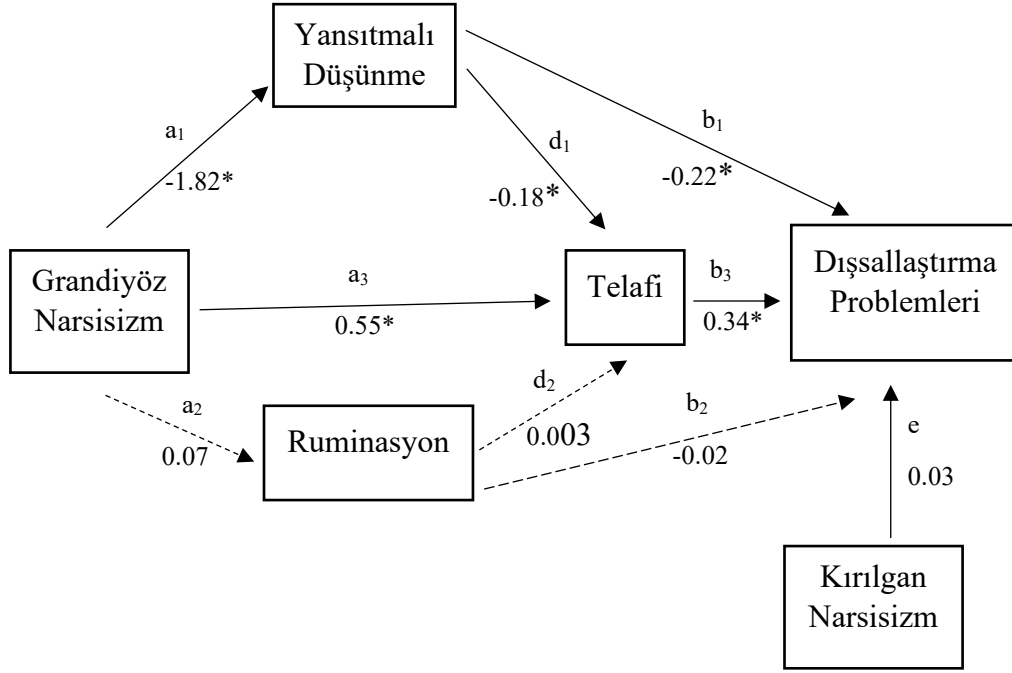 Yansıtmalı
Düşünme
a₁
-1.82*
d₁
-0.18*
b₁
-0.22*
Grandiyöz
Narsisizm
a₃
0.55*
Telafi
b₃
0.34*
Dışsallaştırma
Problemleri
a₂
0.07
Ruminasyon
d₂
0.003
b₂
-0.02
e
0.03
Kırılgan
Narsisizm